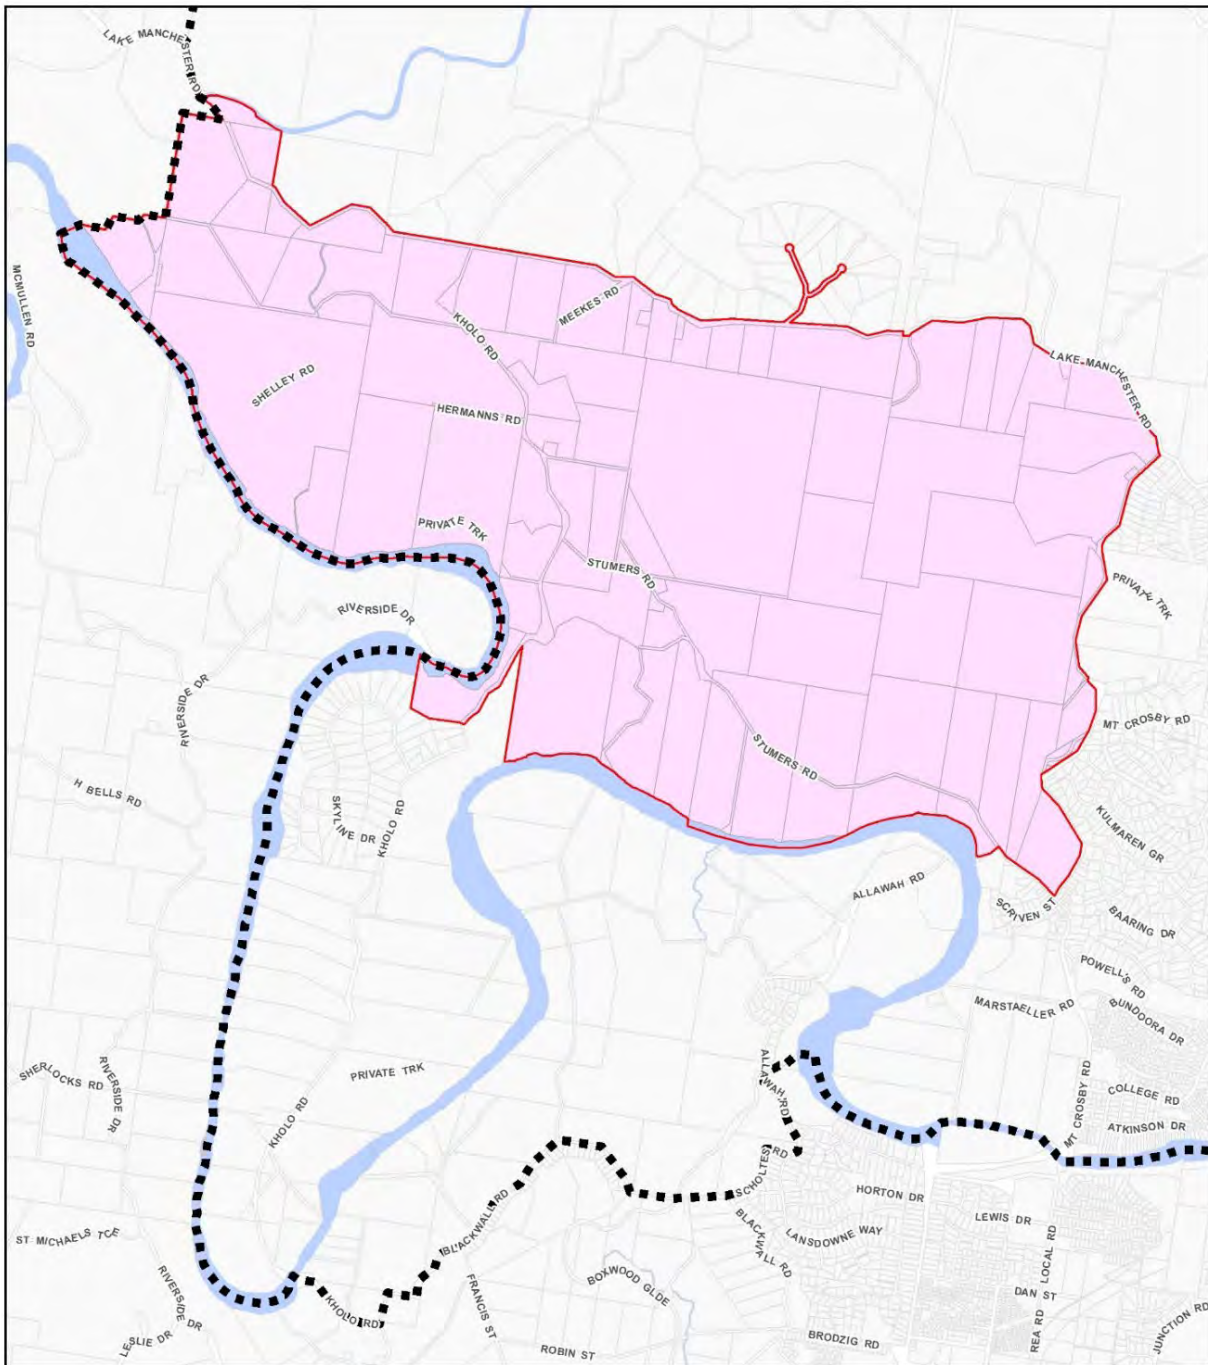 LAKE MANCHESTER RD
MCMULLEN RD
MEEKES RD
KHOLO RD
LAKE MANCHESTER RD
SHELLEY RD
HERMANNS RD
PRIVATE TRK
STUMERS RD
PRIVATE TRK
RIVERSIDE DR
RIVERSIDE DR
MT CROSBY RD
STUMERS RD
H BELLS RD
SKYLINE DR
KHOLO RD
KULMAREN GR
ALLAWAH RD
SCRIVEN ST
BAARING DR
POWELL'S RD
MARSTAELLER RD
BUNDOORA DR
SHERLOCKS RD
RIVERSIDE DR
PRIVATE TRK
ALLAWAH RD
COLLEGE RD
KHOLO RD
MT CROSBY RD
ATKINSON DR
SCHOLTES RD
HORTON DR
BLACKWALL RD
LEWIS DR
ST MICHAELS TCE
BLACKWALL RD
LANSDOWNE WAY
LOCAL RD
RIVERSIDE DR
BOXWOOD GLDE
DAN ST
KHOLO RD
FRANCIS ST
REA RD
JUNCTION RD
LESLIE DR
BRODZIG RD
ROBIN ST